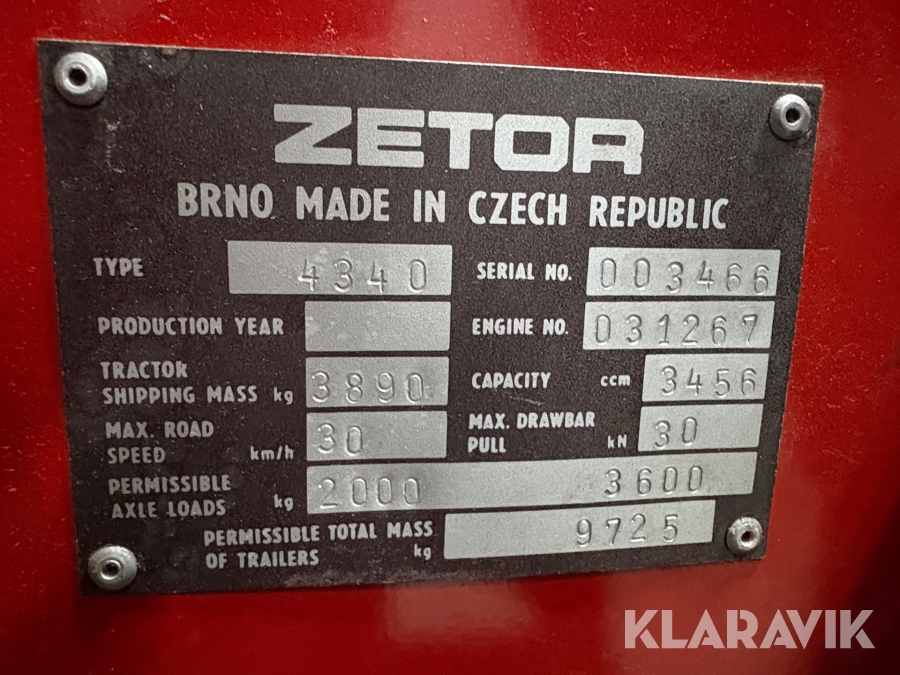 ZETOR
BRNO MADE IN CZECH REPUBLIC
TYPE 4340 SERIAL NO. 003466
PRODUCTION YEAR ENGINE NO. 031267
TRACTOR
SHIPPING MASS kg 3890 CAPACITY ccm 3456
MAX. ROAD
SPEED km/h 30 MAX. DRAWBAR
PULL kN 30
PERMISSIBLE
AXLE LOADS kg 2000 3600
PERMISSIBLE TOTAL MASS
OF TRAILERS kg 9725
KLARAVIK